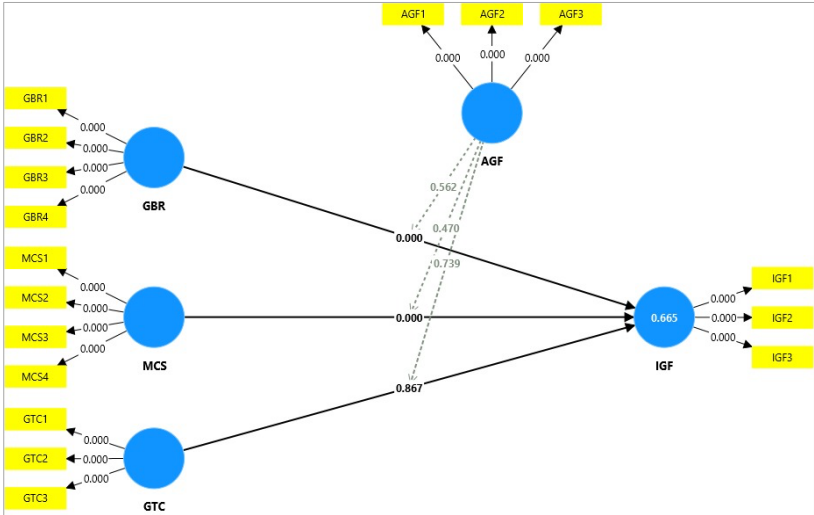 AGF1 AGF2 AGF3
0.000 0.000 0.000
AGF
GBR1
GBR2
GBR3
GBR4
0.000
0.000
0.000
0.000
GBR
0.562
0.470
0.739
0.000
MCS1
MCS2
MCS3
MCS4
0.000
0.000
0.000
0.000
MCS
0.000
0.867
GTC1
GTC2
GTC3
0.000
0.000
0.000
GTC
0.665
IGF
0.000
0.000
0.000
IGF1
IGF2
IGF3